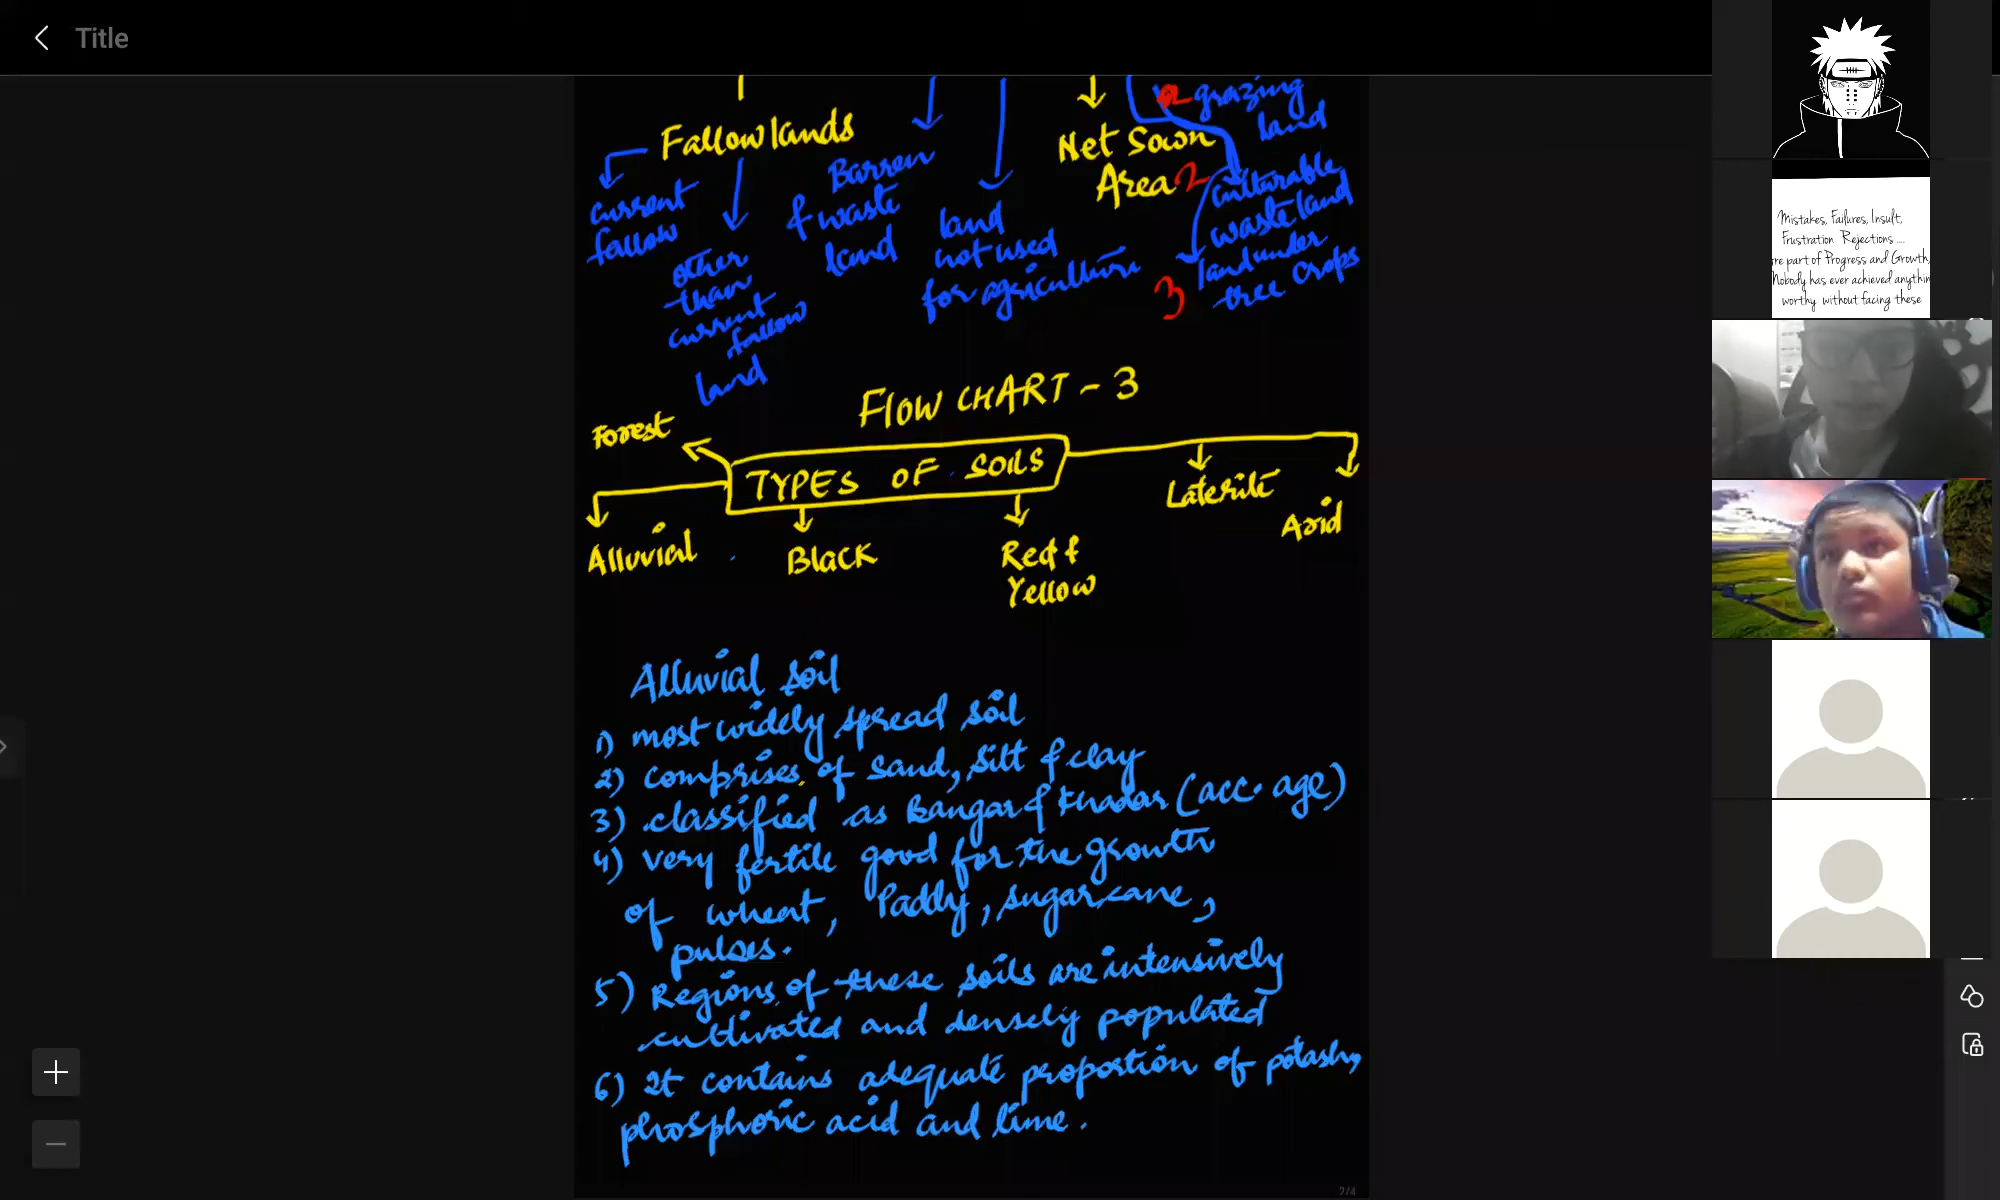 Title
grazing
land
Fallow lands
Net Sown
Area
current
fallow
other
than
current
fallow
land
Barren
& waste
land
land
not used
for agriculture
2
culturable
waste land
3
land under
tree crops
FLOW CHART - 3
Forest
TYPES OF SOILS
Alluvial
Black
Red &
Yellow
Laterite
Arid
Alluvial soil
1) most widely spread soil
2) comprises of sand, silt & clay
3) classified as Bangar & Khadar (acc. age)
4) very fertile good for the growth
of wheat, Paddy, sugarcane,
pulses.
5) Regions of these soils are intensively
cultivated and densely populated
6) It contains adequate proportion of potash,
phosphoric acid and lime.
2/4
Mistakes, Failures, Insult,
Frustration Rejections ....
re part of Progress and Growth,
Nobody has ever achieved anythin
worthy without facing these